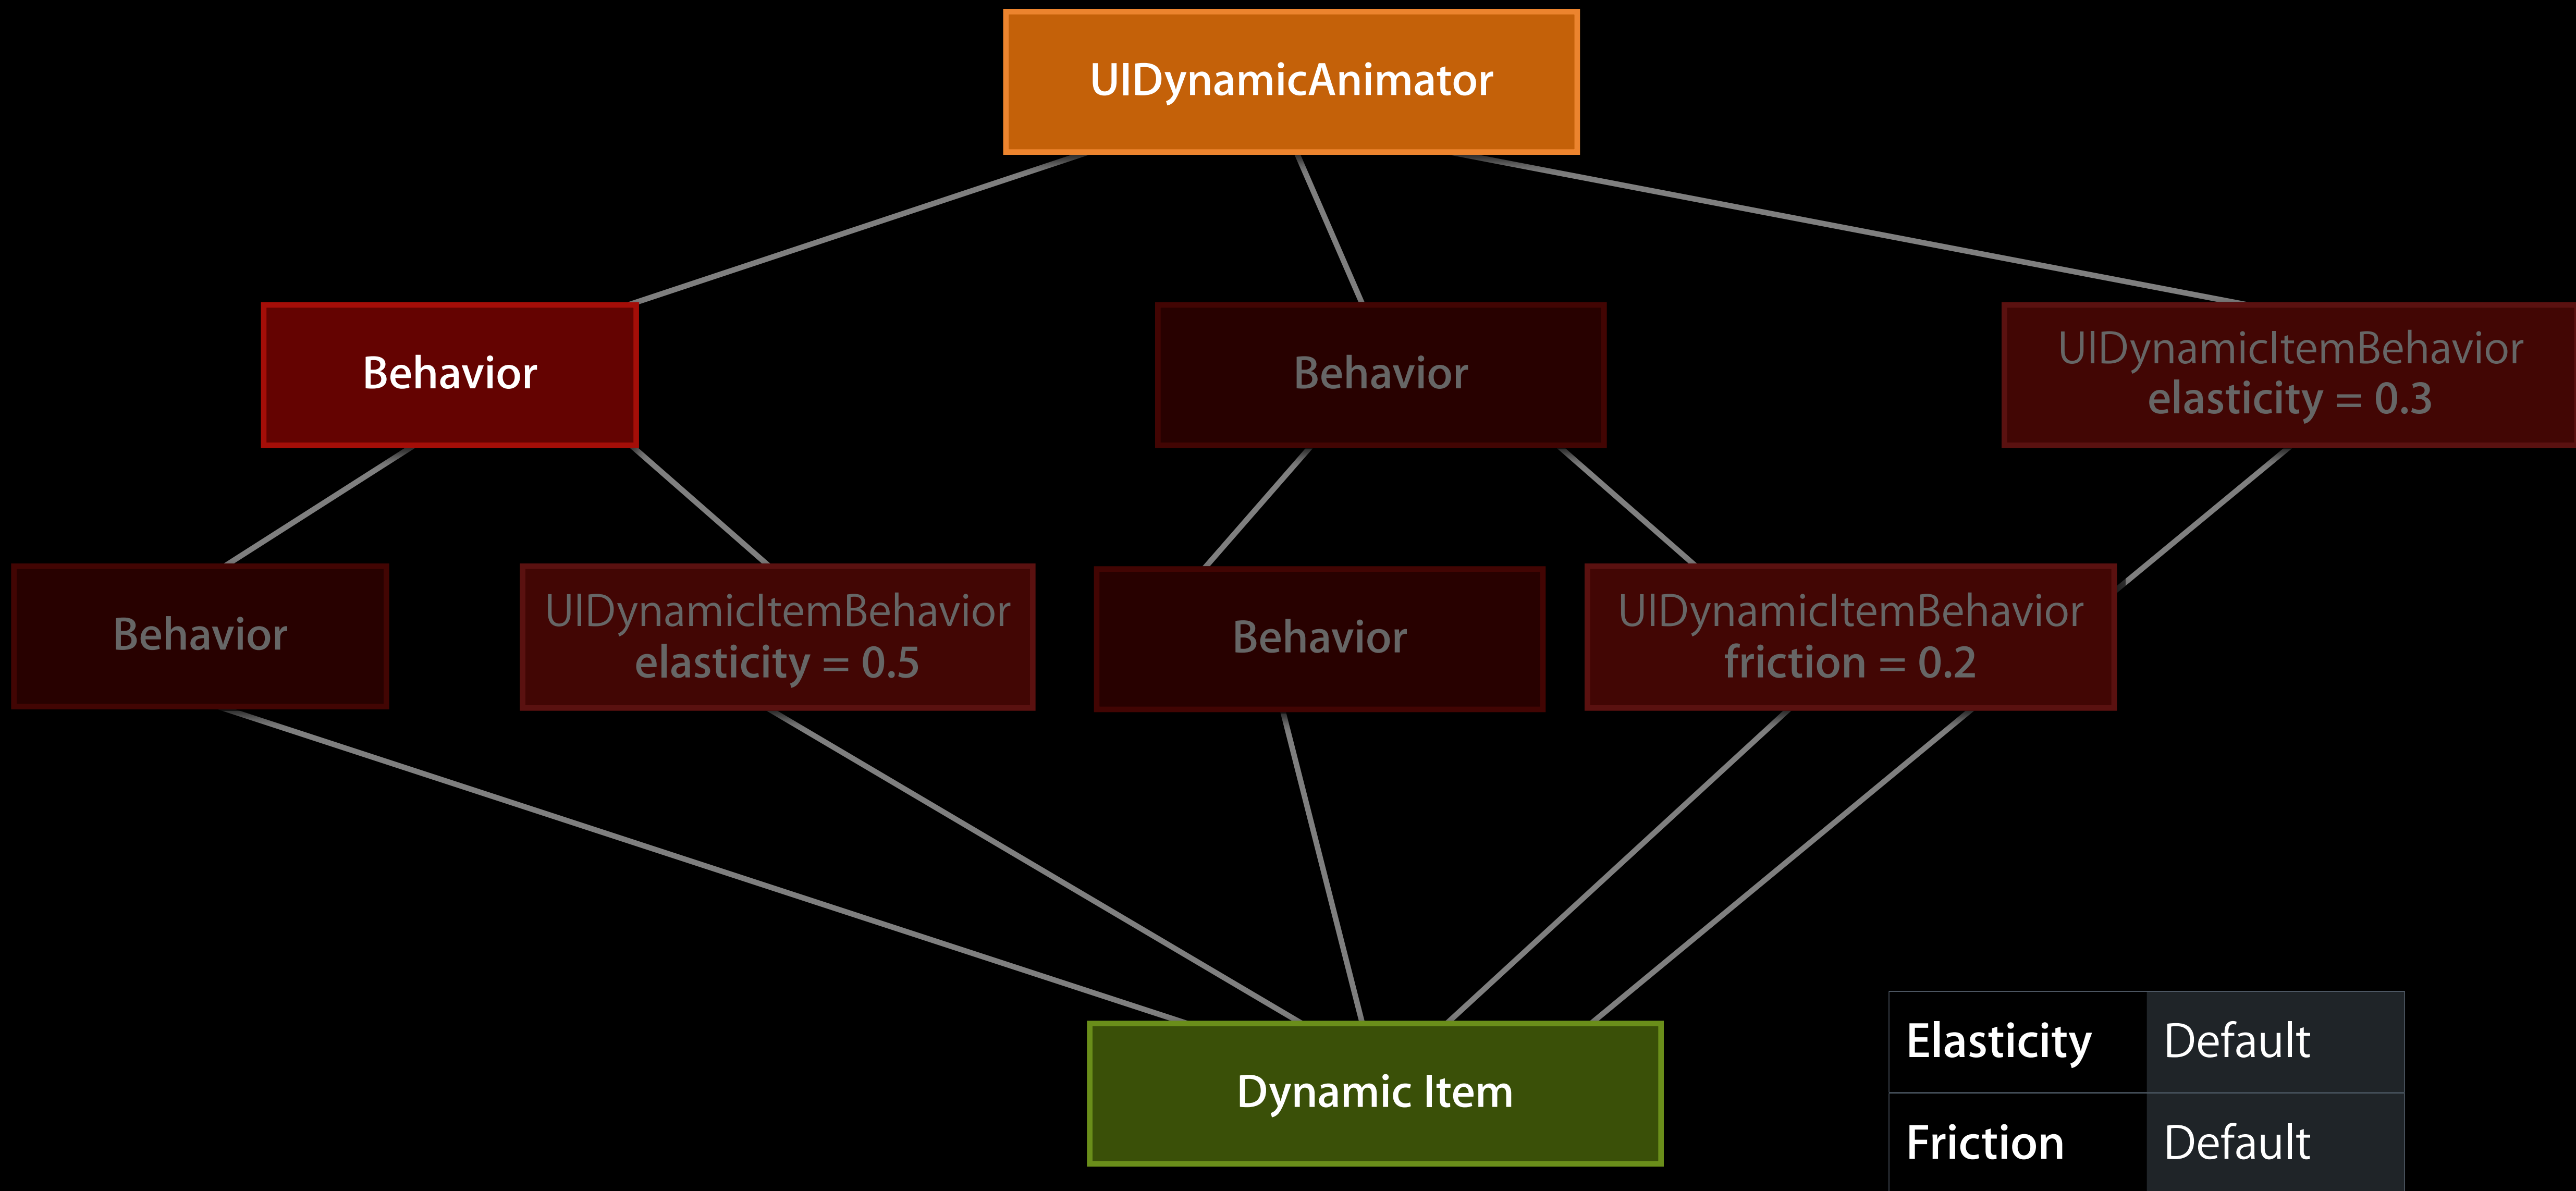 UIDynamicAnimator
Behavior
Behavior
UIDynamicItemBehavior
elasticity = 0.3
Behavior
UIDynamicItemBehavior
elasticity = 0.5
Behavior
UIDynamicItemBehavior
friction = 0.2
Dynamic Item
Elasticity Default
Friction Default